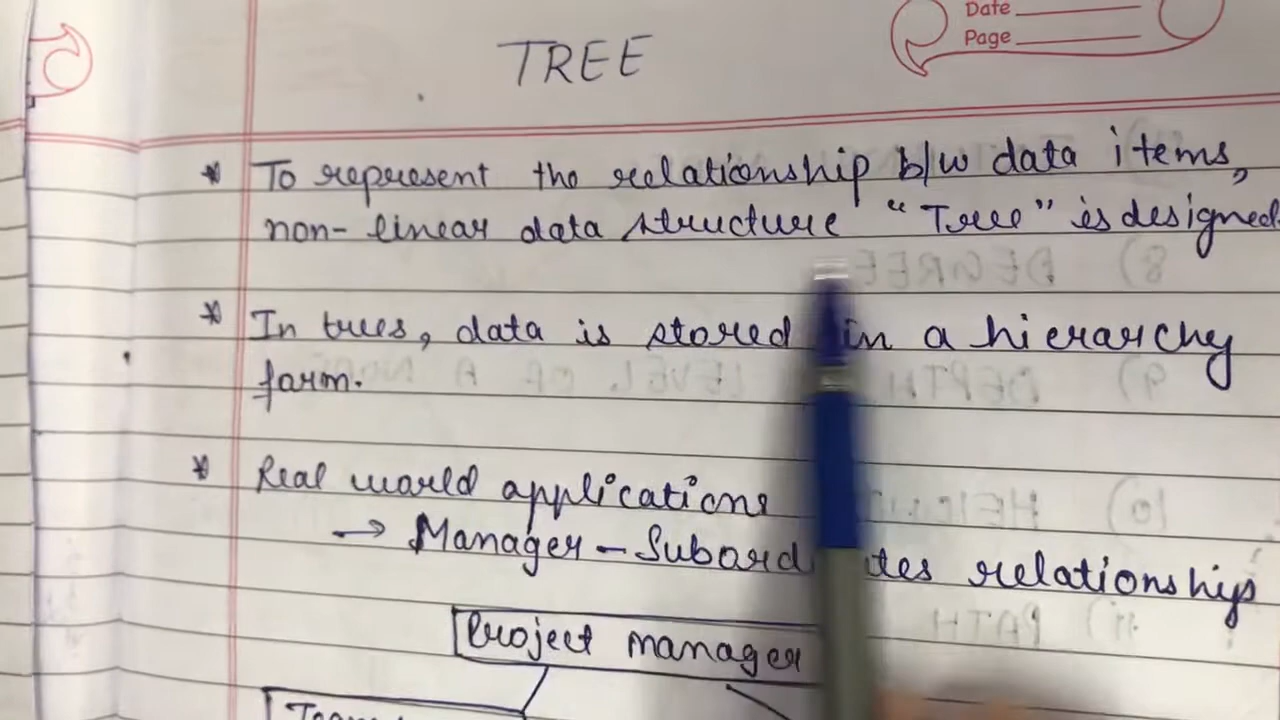 Date
Page
TREE
* To represent the relationship b/w data items,
non-linear data structure "Tree" is designed
* In trees, data is stored in a hierarchy
form.
* Real world applications
→ Manager - Subord tes relationship
Project manager